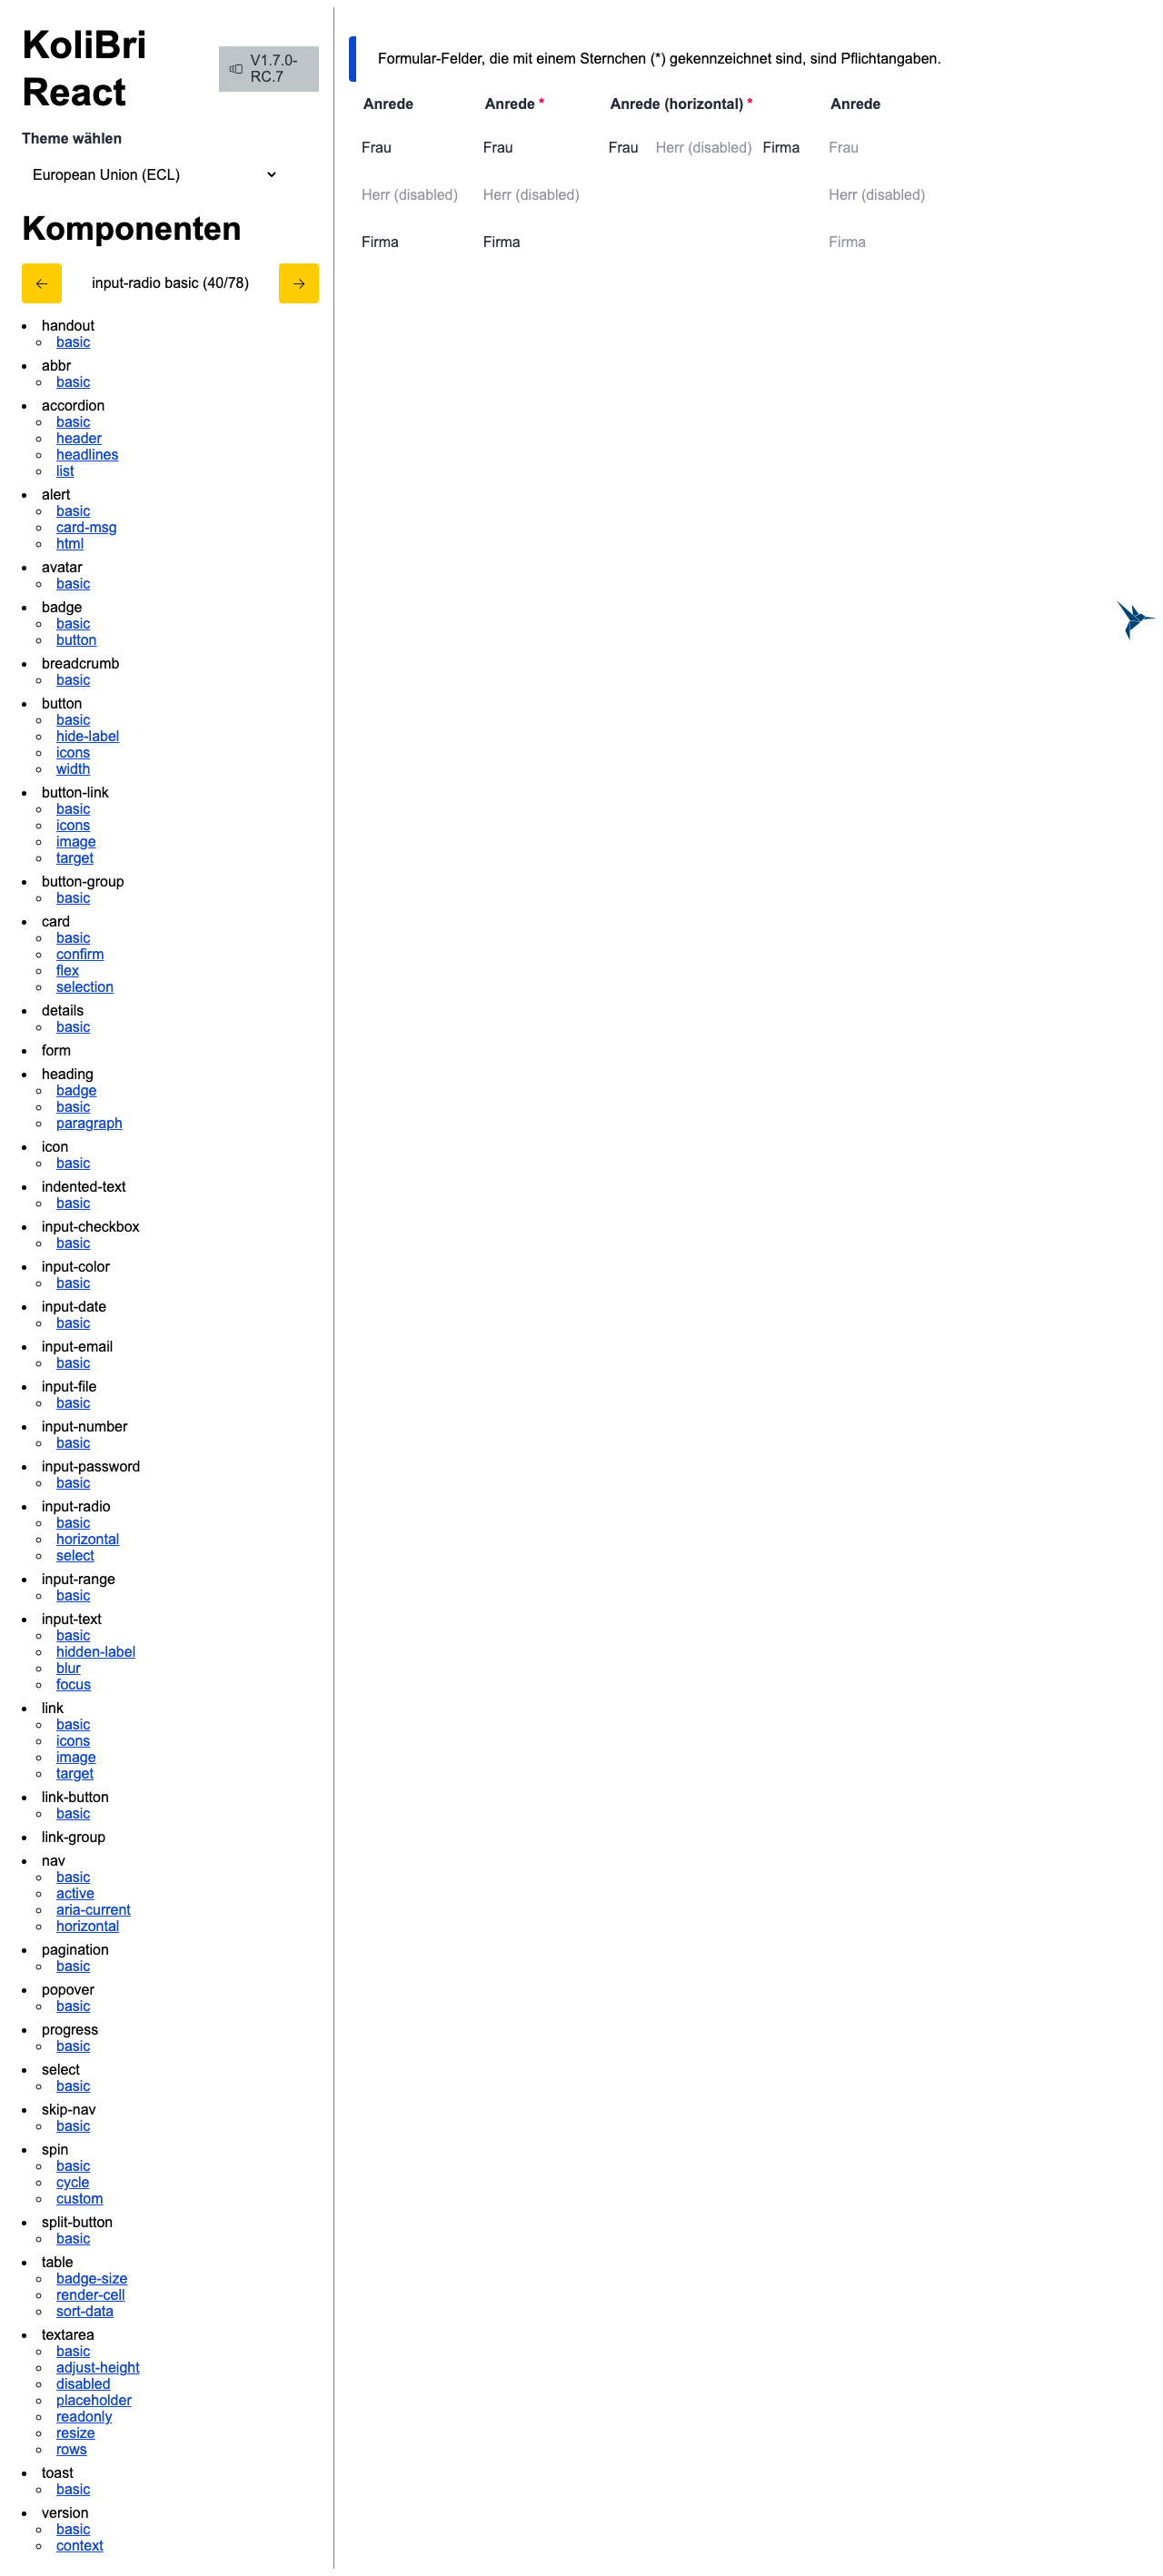 KoliBri
React
V1.7.0-
RC.7
Theme wählen
European Union (ECL)
Komponenten
input-radio basic (40/78)
handout
basic
abbr
basic
accordion
basic
header
headlines
list
alert
basic
card-msg
html
avatar
basic
badge
basic
button
breadcrumb
basic
button
basic
hide-label
icons
width
button-link
basic
icons
image
target
button-group
basic
card
basic
confirm
flex
selection
details
basic
form
heading
badge
basic
paragraph
icon
basic
indented-text
basic
input-checkbox
basic
input-color
basic
input-date
basic
input-email
basic
input-file
basic
input-number
basic
input-password
basic
input-radio
basic
horizontal
select
input-range
basic
input-text
basic
hidden-label
blur
focus
link
basic
icons
image
target
link-button
basic
link-group
nav
basic
active
aria-current
horizontal
pagination
basic
popover
basic
progress
basic
select
basic
skip-nav
basic
spin
basic
cycle
custom
split-button
basic
table
badge-size
render-cell
sort-data
textarea
basic
adjust-height
disabled
placeholder
readonly
resize
rows
toast
basic
version
basic
context
Formular-Felder, die mit einem Sternchen (*) gekennzeichnet sind, sind Pflichtangaben.
Anrede
Frau
Herr (disabled)
Firma
Anrede *
Frau
Herr (disabled)
Firma
Anrede (horizontal) *
Frau Herr (disabled) Firma
Anrede
Frau
Herr (disabled)
Firma